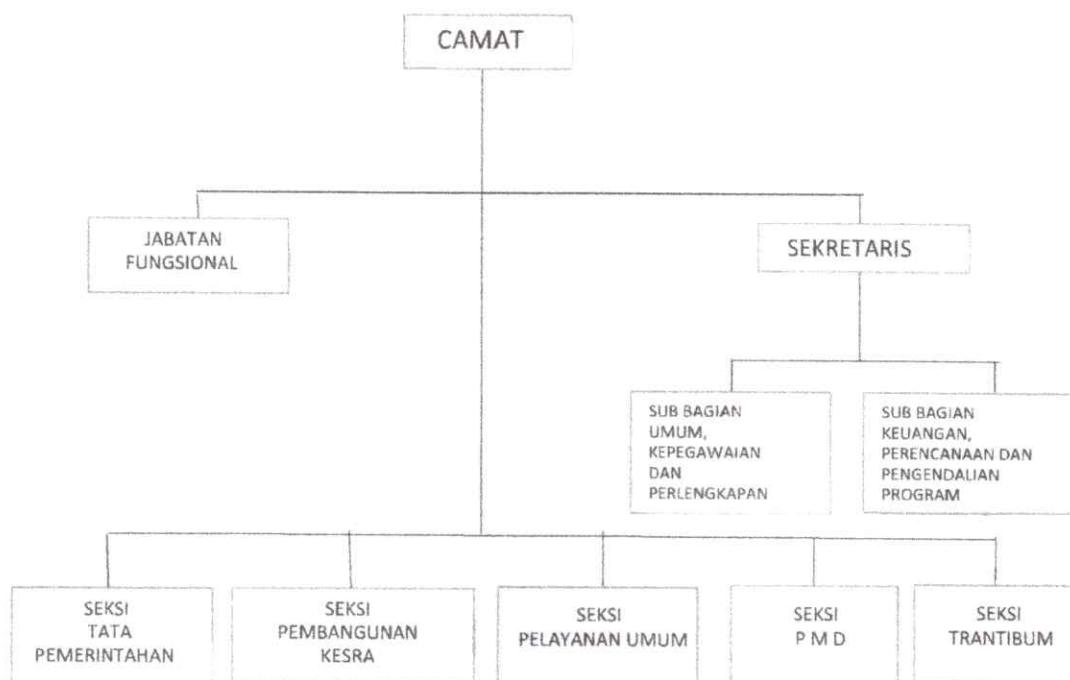 CAMAT
JABATAN
FUNGSIONAL
SEKRETARIS
SUB BAGIAN
UMUM,
KEPEGAWAIAN
DAN
PERLENGKAPAN
SUB BAGIAN
KEUANGAN,
PERENCANAAN DAN
PENGENDALIAN
PROGRAM
SEKSI
TATA
PEMERINTAHAN
SEKSI
PEMBANGUNAN
KESRA
SEKSI
PELAYANAN UMUM
SEKSI
P M D
SEKSI
TRANTIBUM